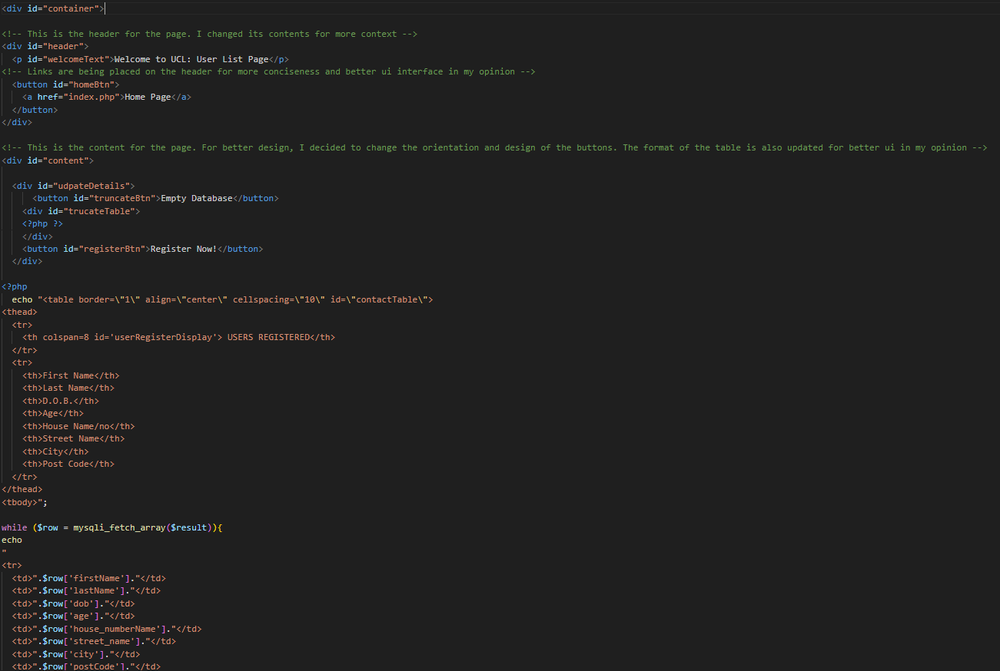 <div id="container">
<!-- This is the header for the page. I changed its contents for more context -->
<div id="header">
<p id="welcomeText">Welcome to UCL: User List Page</p>
<!-- Links are being placed on the header for more conciseness and better ui interface in my opinion -->
<button id="homeBtn">
<a href="index.php">Home Page</a>
</button>
</div>
<!-- This is the content for the page. For better design, I decided to change the orientation and design of the buttons. The format of the table is also updated for better ui in my opinion -->
<div id="content">
<div id="udpateDetails">
<button id="truncateBtn">Empty Database</button>
<div id="trucateTable">
<?php ?>
</div>
<button id="registerBtn">Register Now!</button>
</div>
<?php
echo "<table border=\"1\" align=\"center\" cellspacing=\"10\" id=\"contactTable\">
<thead>
<tr>
<th colspan=8 id='userRegisterDisplay'> USERS REGISTERED</th>
</tr>
<tr>
<th>First Name</th>
<th>Last Name</th>
<th>D.O.B.</th>
<th>Age</th>
<th>House Name/no</th>
<th>Street Name</th>
<th>City</th>
<th>Post Code</th>
</tr>
</thead>
<tbody>";
while ($row = mysqli_fetch_array($result)){
echo
"
<tr>
<td>".$row['firstName']."</td>
<td>".$row['lastName']."</td>
<td>".$row['dob']."</td>
<td>".$row['age']."</td>
<td>".$row['house_numberName']."</td>
<td>".$row['street_name']."</td>
<td>".$row['city']."</td>
<td>".$row['postCode']."</td>